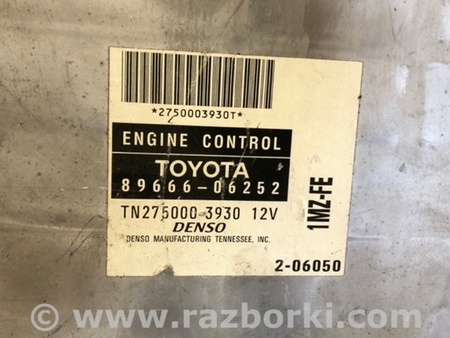 *2750003930T*
ENGINE CONTROL
TOYOTA
89666-06252
TN275000-3930 12V
DENSO
DENSO MANUFACTURING TENNESSEE, INC.
1MZ-FE
2-06050
© www.razborki.com